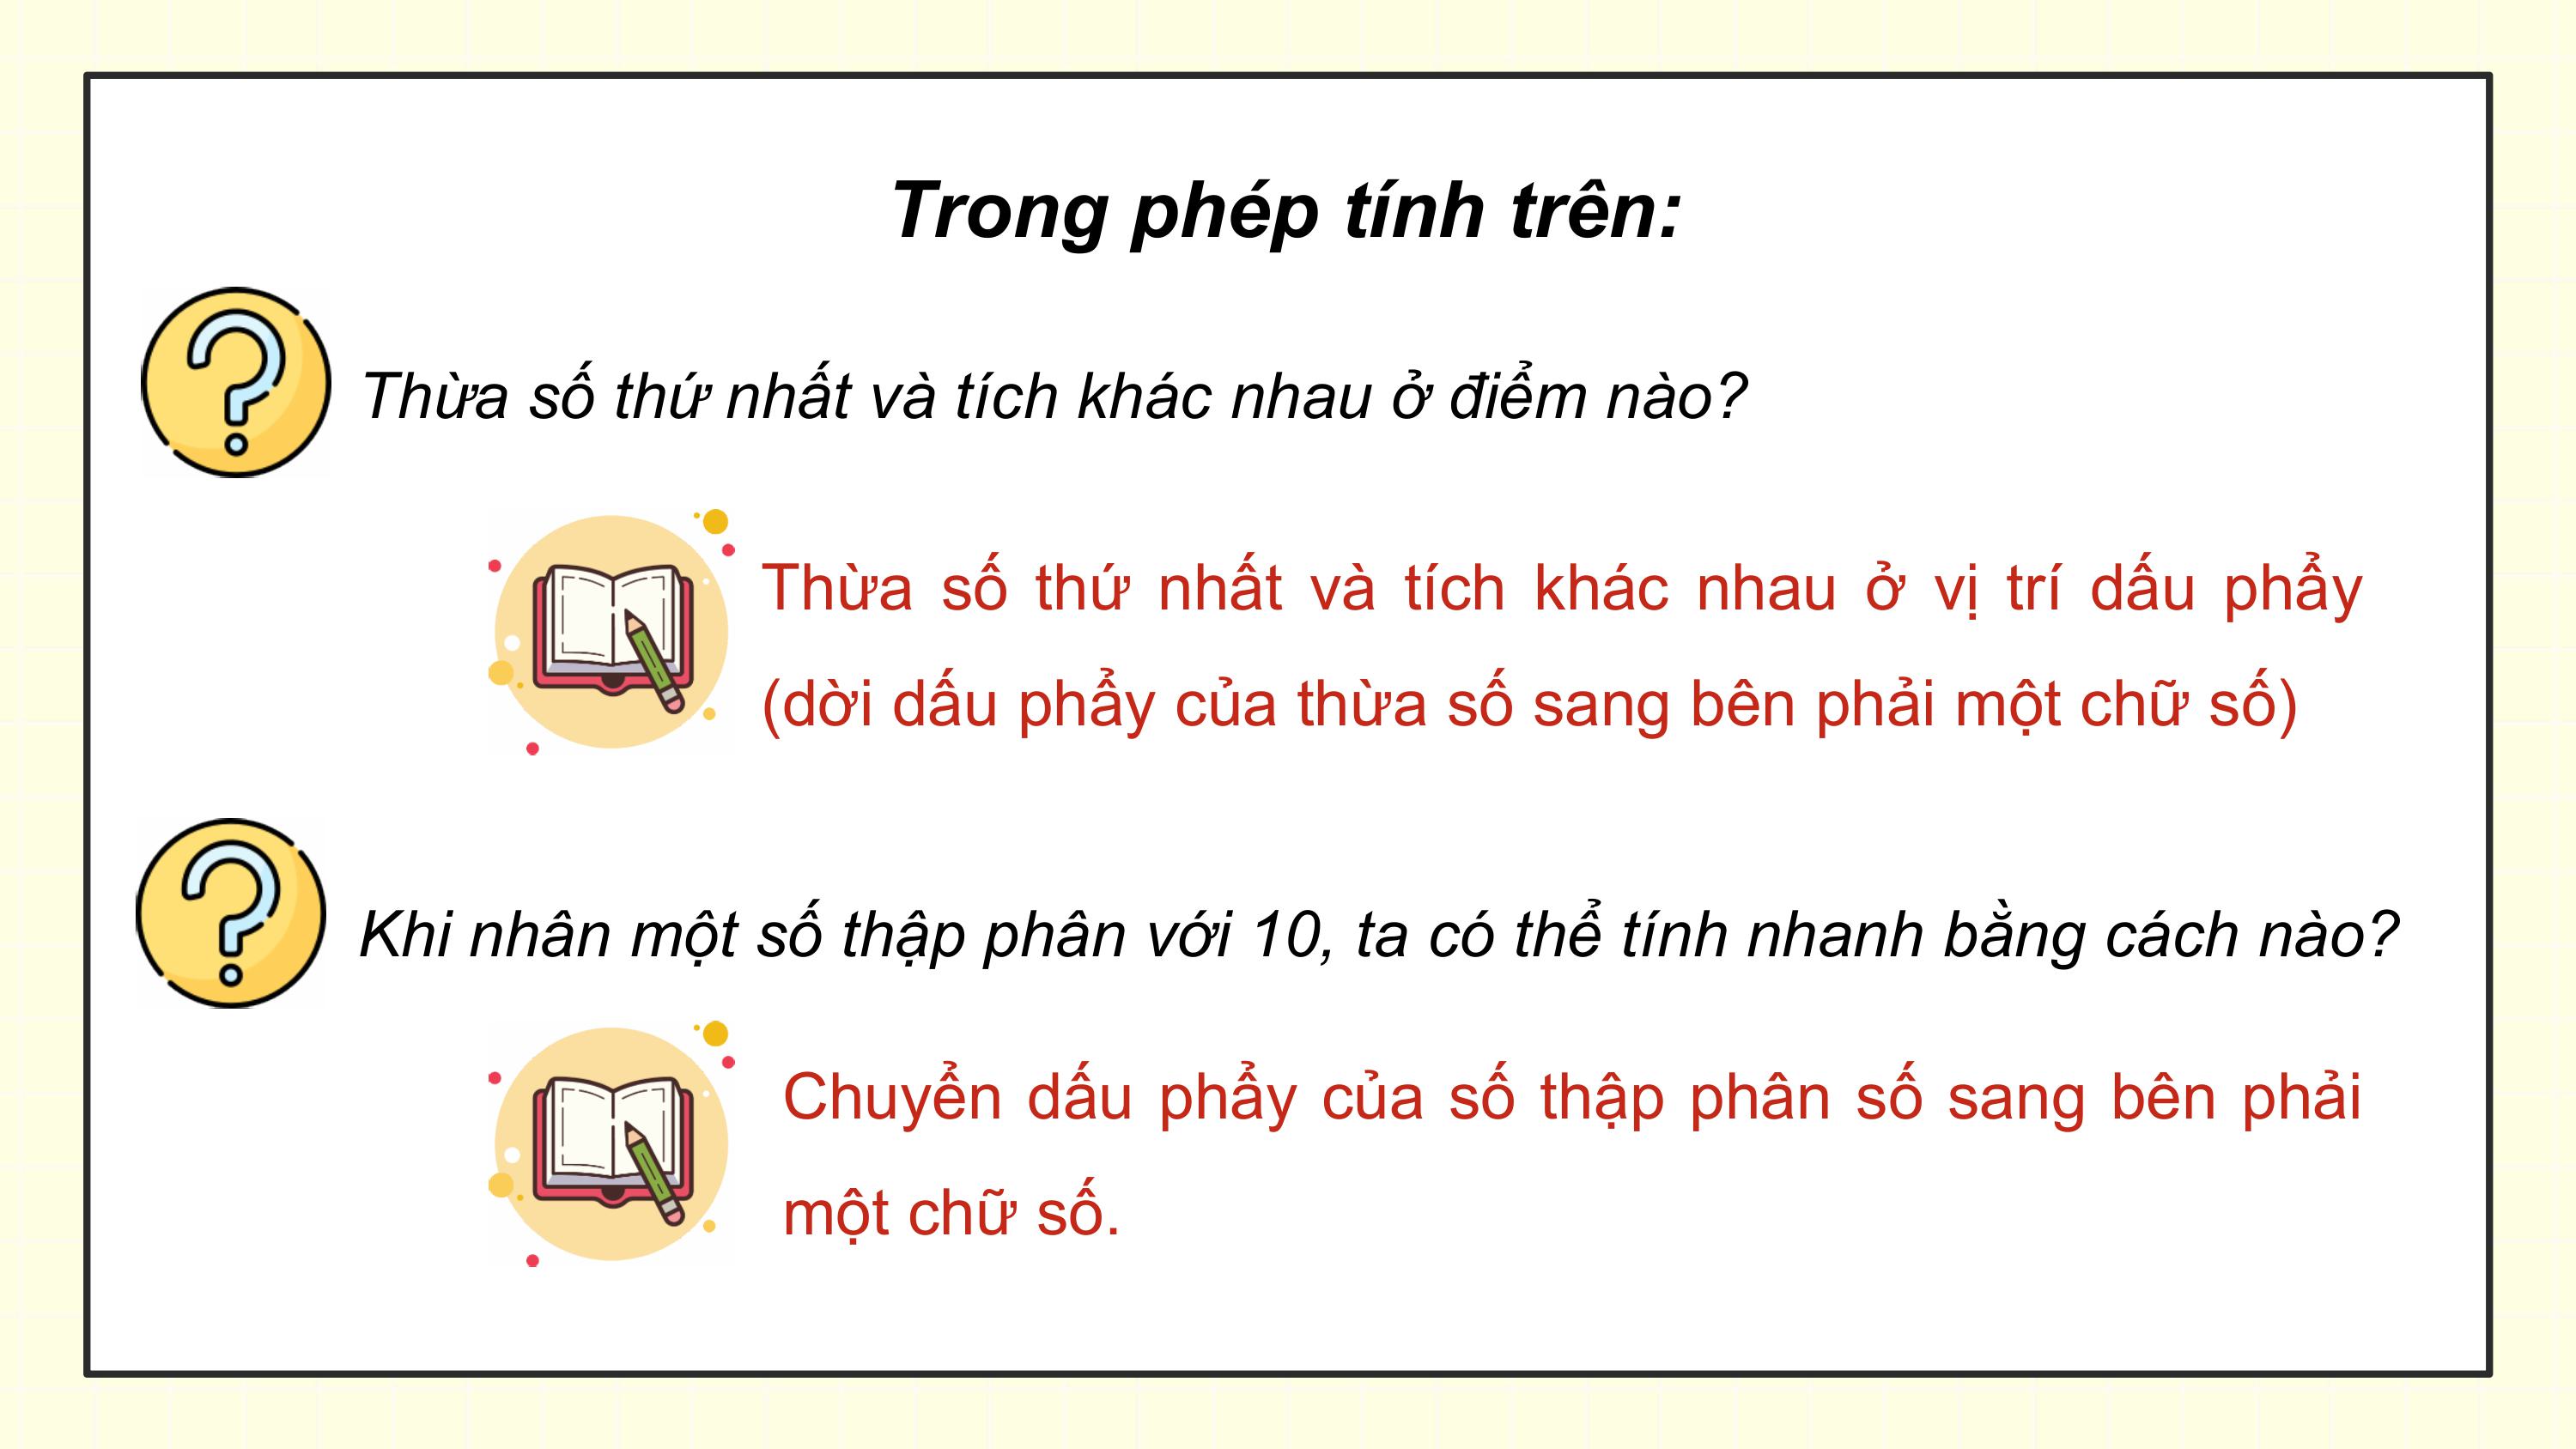 Trong phép tính trên:
Thừa số thứ nhất và tích khác nhau ở điểm nào?
Thừa số thứ nhất và tích khác nhau ở vị trí dấu phẩy
(dời dấu phẩy của thừa số sang bên phải một chữ số)
Khi nhân một số thập phân với 10, ta có thể tính nhanh bằng cách nào?
Chuyển dấu phẩy của số thập phân số sang bên phải
một chữ số.